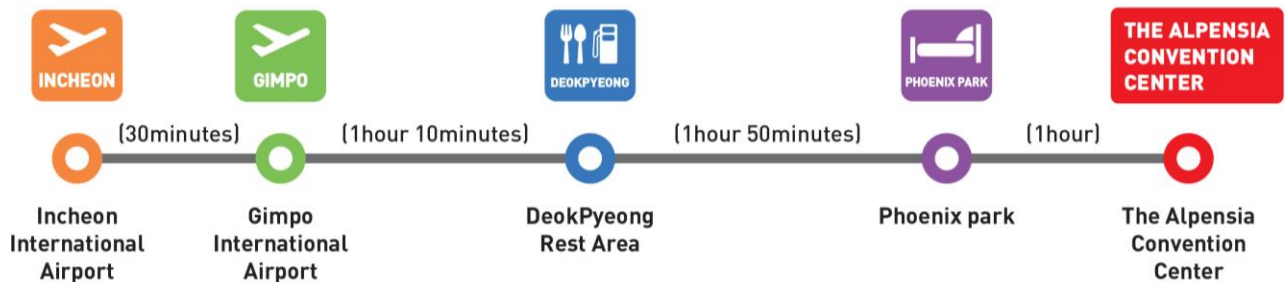 INCHEON
GIMPO
DEOKPYEONG
PHOENIX PARK
THE ALPENSIA
CONVENTION
CENTER
(30minutes)
(1hour 10minutes)
(1hour 50minutes)
(1hour)
Incheon
International
Airport
Gimpo
International
Airport
DeokPyeong
Rest Area
Phoenix park
The Alpensia
Convention
Center